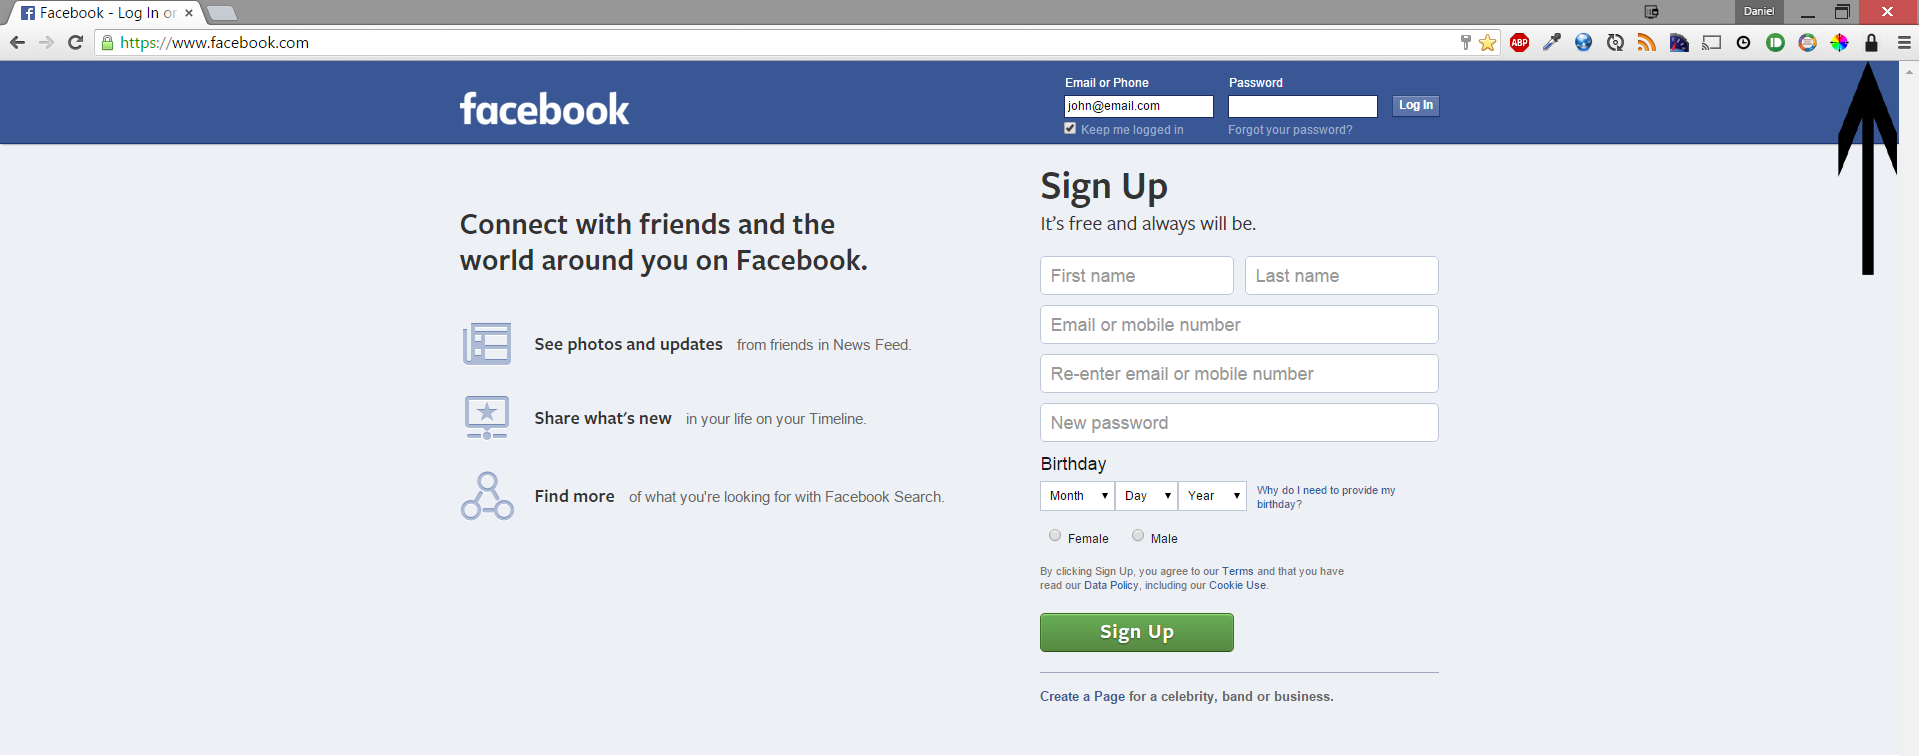 Facebook - Log In or
Daniel
https://www.facebook.com
ABP
facebook
Email or Phone
Password
john@email.com
Log In
Keep me logged in
Forgot your password?
Connect with friends and the
world around you on Facebook.
See photos and updates from friends in News Feed.
Share what's new in your life on your Timeline.
Find more of what you're looking for with Facebook Search.
Sign Up
It's free and always will be.
First name
Last name
Email or mobile number
Re-enter email or mobile number
New password
Birthday
Month
Day
Year
Why do I need to provide my
birthday?
Female
Male
By clicking Sign Up, you agree to our Terms and that you have
read our Data Policy, including our Cookie Use.
Sign Up
Create a Page for a celebrity, band or business.